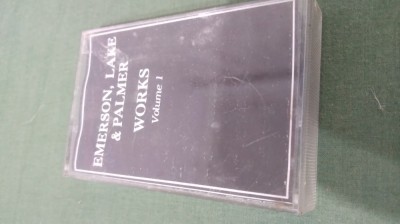 EMERSON, LAKE
& PALMER
WORKS
Volume 1